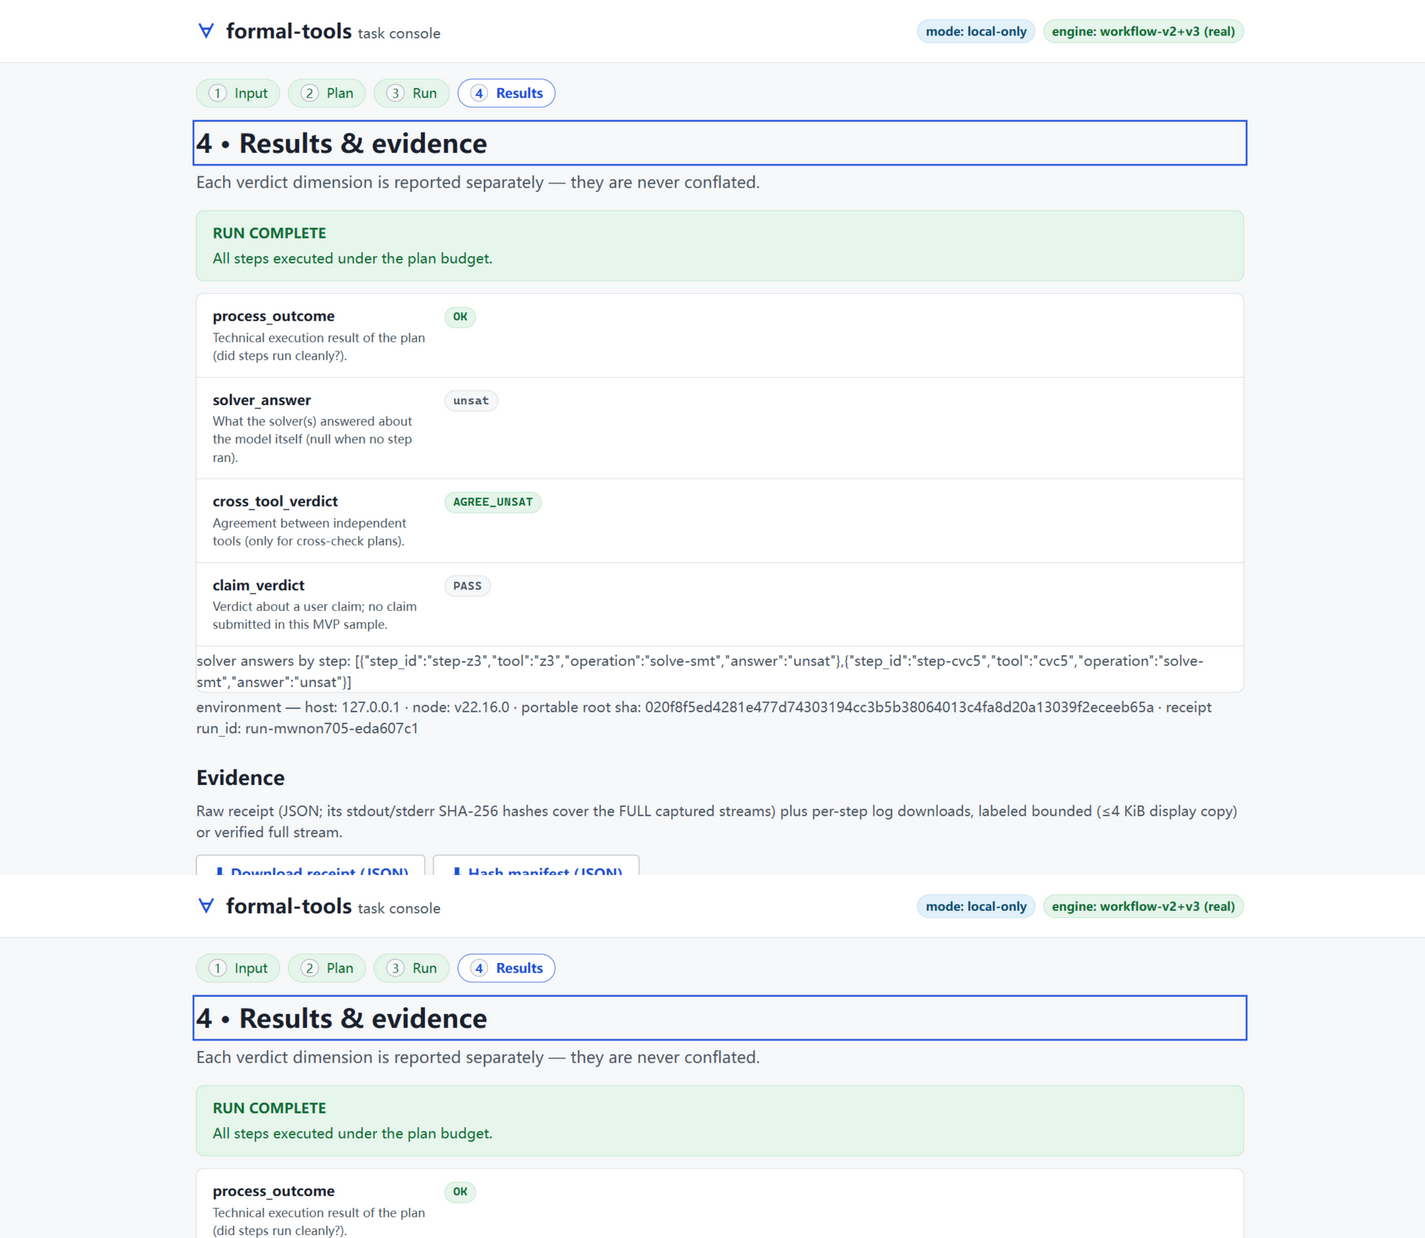 formal-tools task console
mode: local-only
engine: workflow-v2+v3 (real)
1 Input
2 Plan
3 Run
4 Results
4 • Results & evidence
Each verdict dimension is reported separately — they are never conflated.
RUN COMPLETE
All steps executed under the plan budget.
process_outcome
OK
Technical execution result of the plan
(did steps run cleanly?).
solver_answer
unsat
What the solver(s) answered about
the model itself (null when no step
ran).
cross_tool_verdict
AGREE_UNSAT
Agreement between independent
tools (only for cross-check plans).
claim_verdict
PASS
Verdict about a user claim; no claim
submitted in this MVP sample.
solver answers by step: [{"step_id":"step-z3","tool":"z3","operation":"solve-smt","answer":"unsat"},{"step_id":"step-cvc5","tool":"cvc5","operation":"solve-
smt","answer":"unsat"}]
environment — host: 127.0.0.1 · node: v22.16.0 · portable root sha: 020f8f5ed4281e477d74303194cc3b5b38064013c4fa8d20a13039f2eceeb65a · receipt
run_id: run-mwnon705-eda607c1
Evidence
Raw receipt (JSON; its stdout/stderr SHA-256 hashes cover the FULL captured streams) plus per-step log downloads, labeled bounded (≤4 KiB display copy)
or verified full stream.
⬇ Download receipt (JSON)
⬇ Hash manifest (JSON)
formal-tools task console
mode: local-only
engine: workflow-v2+v3 (real)
1 Input
2 Plan
3 Run
4 Results
4 • Results & evidence
Each verdict dimension is reported separately — they are never conflated.
RUN COMPLETE
All steps executed under the plan budget.
process_outcome
OK
Technical execution result of the plan
(did steps run cleanly?).